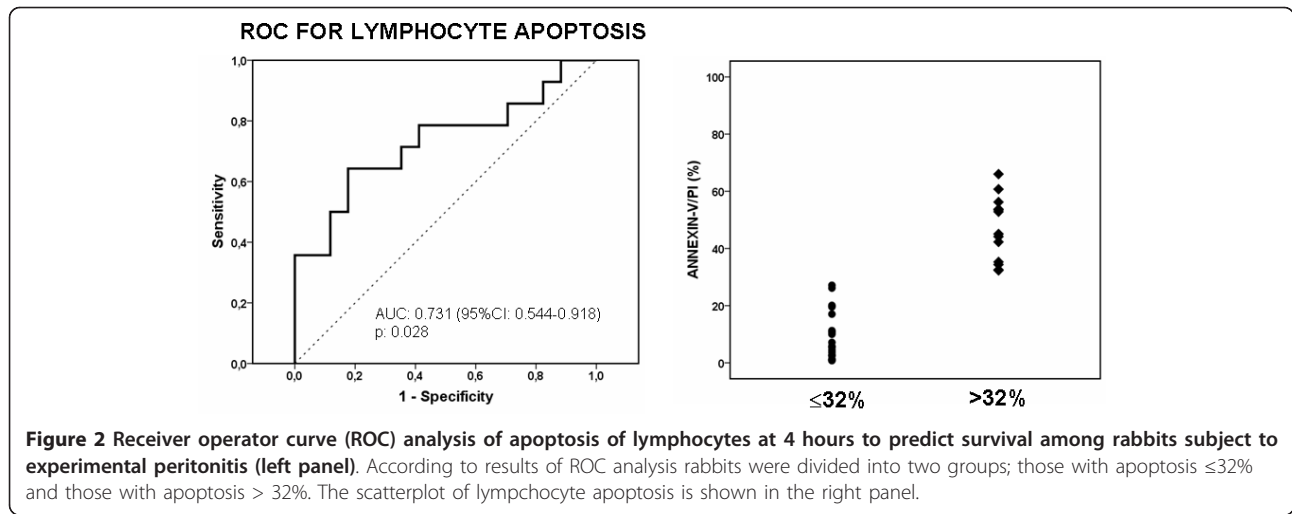 ROC FOR LYMPHOCYTE APOPTOSIS
1,0
0,8
0,6
0,4
0,2
0,0
Sensitivity
0,0 0,2 0,4 0,6 0,8 1,0
1 - Specificity
AUC: 0.731 (95%CI: 0.544-0.918)
p: 0.028
100
80
60
40
20
0
ANNEXIN-V/PI (%)
≤32% >32%
Figure 2 Receiver operator curve (ROC) analysis of apoptosis of lymphocytes at 4 hours to predict survival among rabbits subject to
experimental peritonitis (left panel). According to results of ROC analysis rabbits were divided into two groups; those with apoptosis ≤32%
and those with apoptosis > 32%. The scatterplot of lympchocyte apoptosis is shown in the right panel.